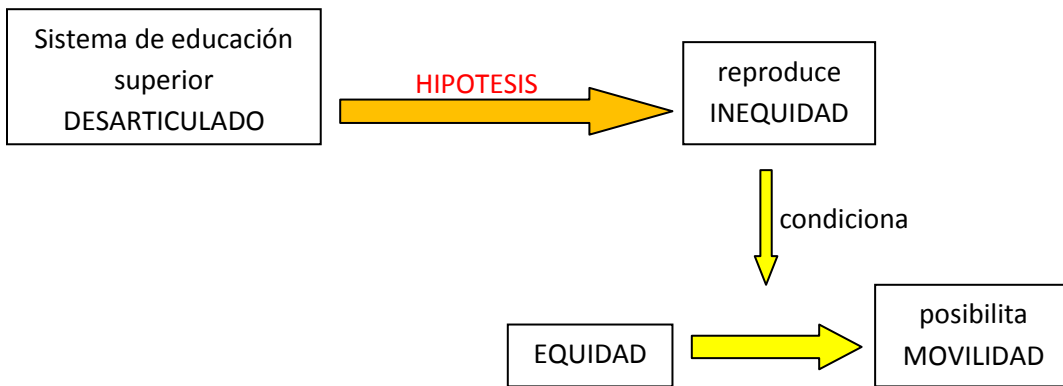 Sistema de educación
superior
DESARTICULADO
HIPOTESIS
reproduce
INEQUIDAD
condiciona
EQUIDAD
posibilita
MOVILIDAD